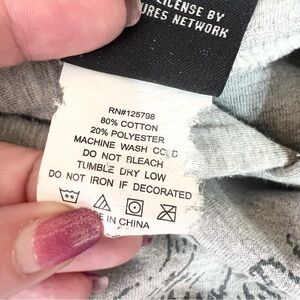 LICENSE BY
URES NETWORK
RN#125798
80% COTTON
20% POLYESTER
MACHINE WASH COLD
DO NOT BLEACH
TUMBLE DRY LOW
DO NOT IRON IF DECORATED
IN CHINA